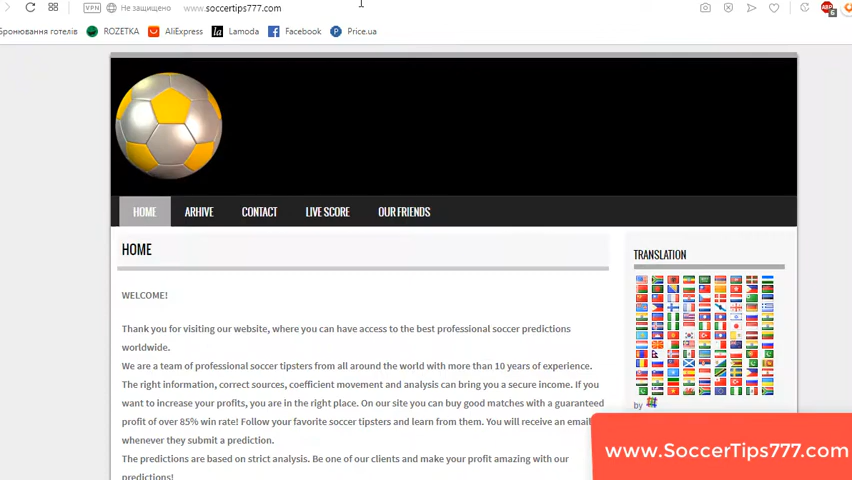 VPN Не защищено www.soccertips777.com
Бронювання готелів ROZETKA AliExpress la Lamoda Facebook Price.ua
HOME ARHIVE CONTACT LIVE SCORE OUR FRIENDS
HOME
WELCOME!
Thank you for visiting our website, where you can have access to the best professional soccer predictions
worldwide.
We are a team of professional soccer tipsters from all around the world with more than 10 years of experience.
The right information, correct sources, coefficient movement and analysis can bring you a secure income. If you
want to increase your profits, you are in the right place. On our site you can buy good matches with a guaranteed
profit of over 85% win rate! Follow your favorite soccer tipsters and learn from them. You will receive an email
whenever they submit a prediction.
The predictions are based on strict analysis. Be one of our clients and make your profit amazing with our
predictions!
TRANSLATION
by
www.SoccerTips777.com